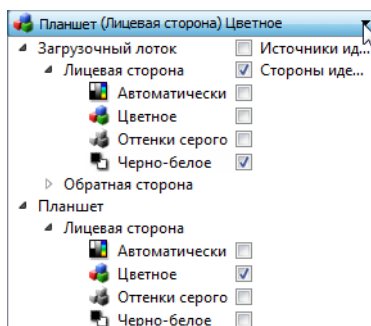 Планшет (Лицевая сторона) Цветное
Загрузочный лоток Источники ид...
Лицевая сторона Стороны иде...
Автоматически
Цветное
Оттенки серого
Черно-белое
Обратная сторона
Планшет
Лицевая сторона
Автоматически
Цветное
Оттенки серого
Черно-белое